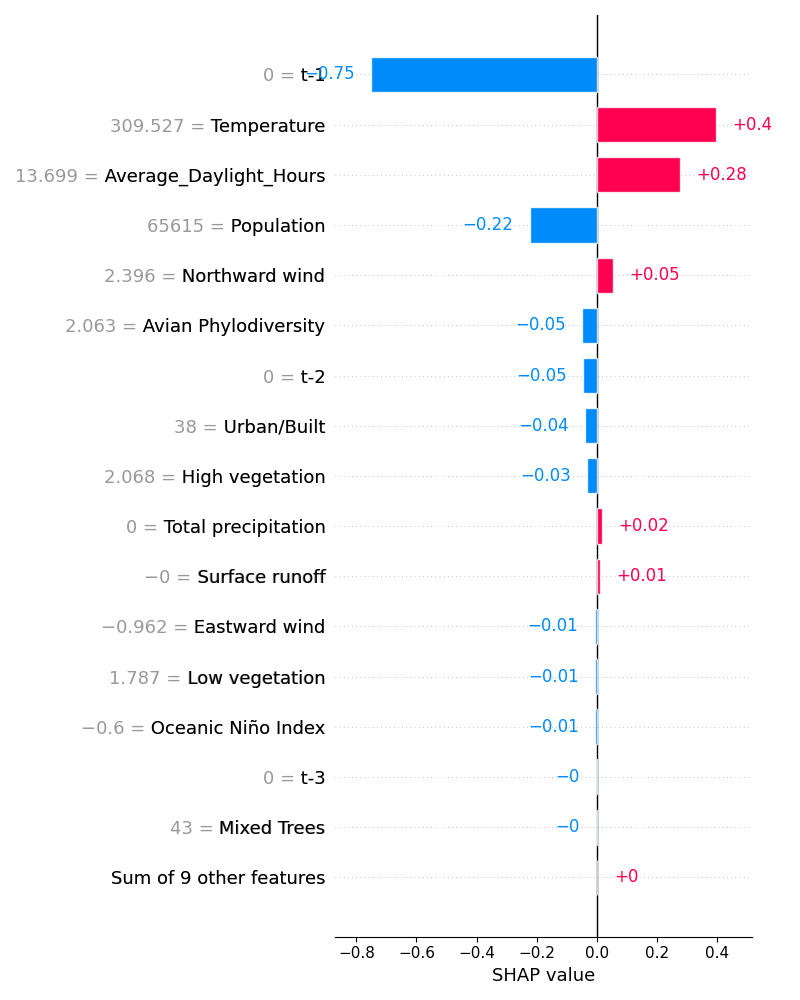 0 = t-1 −0.75
309.527 = Temperature +0.4
13.699 = Average_Daylight_Hours +0.28
65615 = Population −0.22
2.396 = Northward wind +0.05
2.063 = Avian Phylodiversity −0.05
0 = t-2 −0.05
38 = Urban/Built −0.04
2.068 = High vegetation −0.03
0 = Total precipitation +0.02
−0 = Surface runoff +0.01
−0.962 = Eastward wind −0.01
1.787 = Low vegetation −0.01
−0.6 = Oceanic Niño Index −0.01
0 = t-3 −0
43 = Mixed Trees −0
Sum of 9 other features +0
−0.8 −0.6 −0.4 −0.2 0.0 0.2 0.4
SHAP value